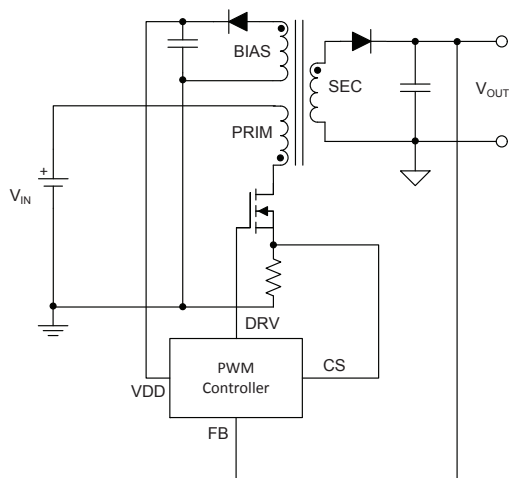 BIAS
SEC
VOUT
PRIM
+
VIN
DRV
PWM
Controller
CS
VDD
FB